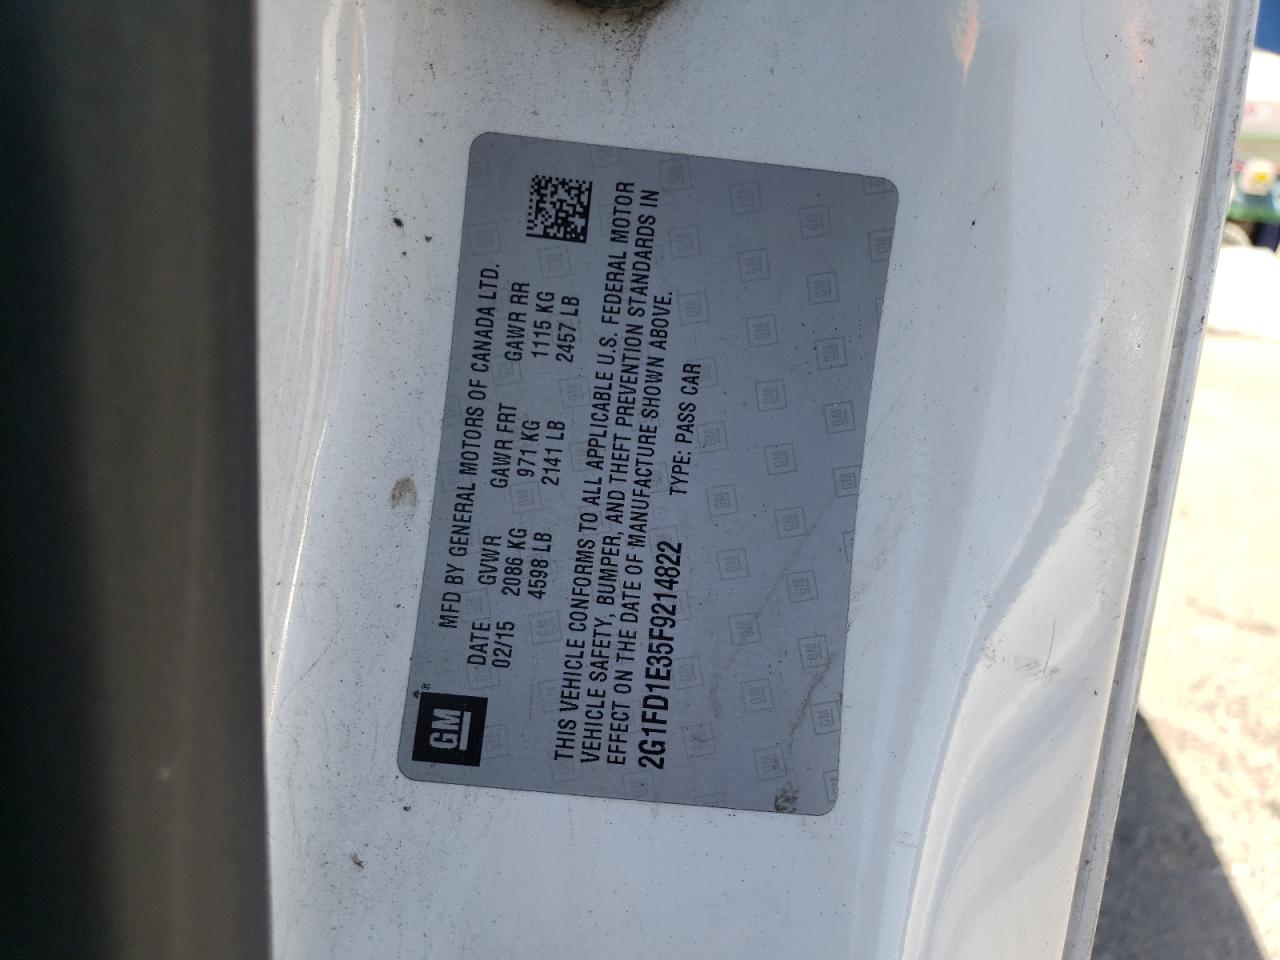 GM®
MFD BY GENERAL MOTORS OF CANADA LTD.
DATE GVWR GAWR FRT GAWR RR
02/15 2086 KG 971 KG 1115 KG
4598 LB 2141 LB 2457 LB
THIS VEHICLE CONFORMS TO ALL APPLICABLE U.S. FEDERAL MOTOR
VEHICLE SAFETY, BUMPER, AND THEFT PREVENTION STANDARDS IN
EFFECT ON THE DATE OF MANUFACTURE SHOWN ABOVE.
2G1FD1E35F9214822 TYPE: PASS CAR